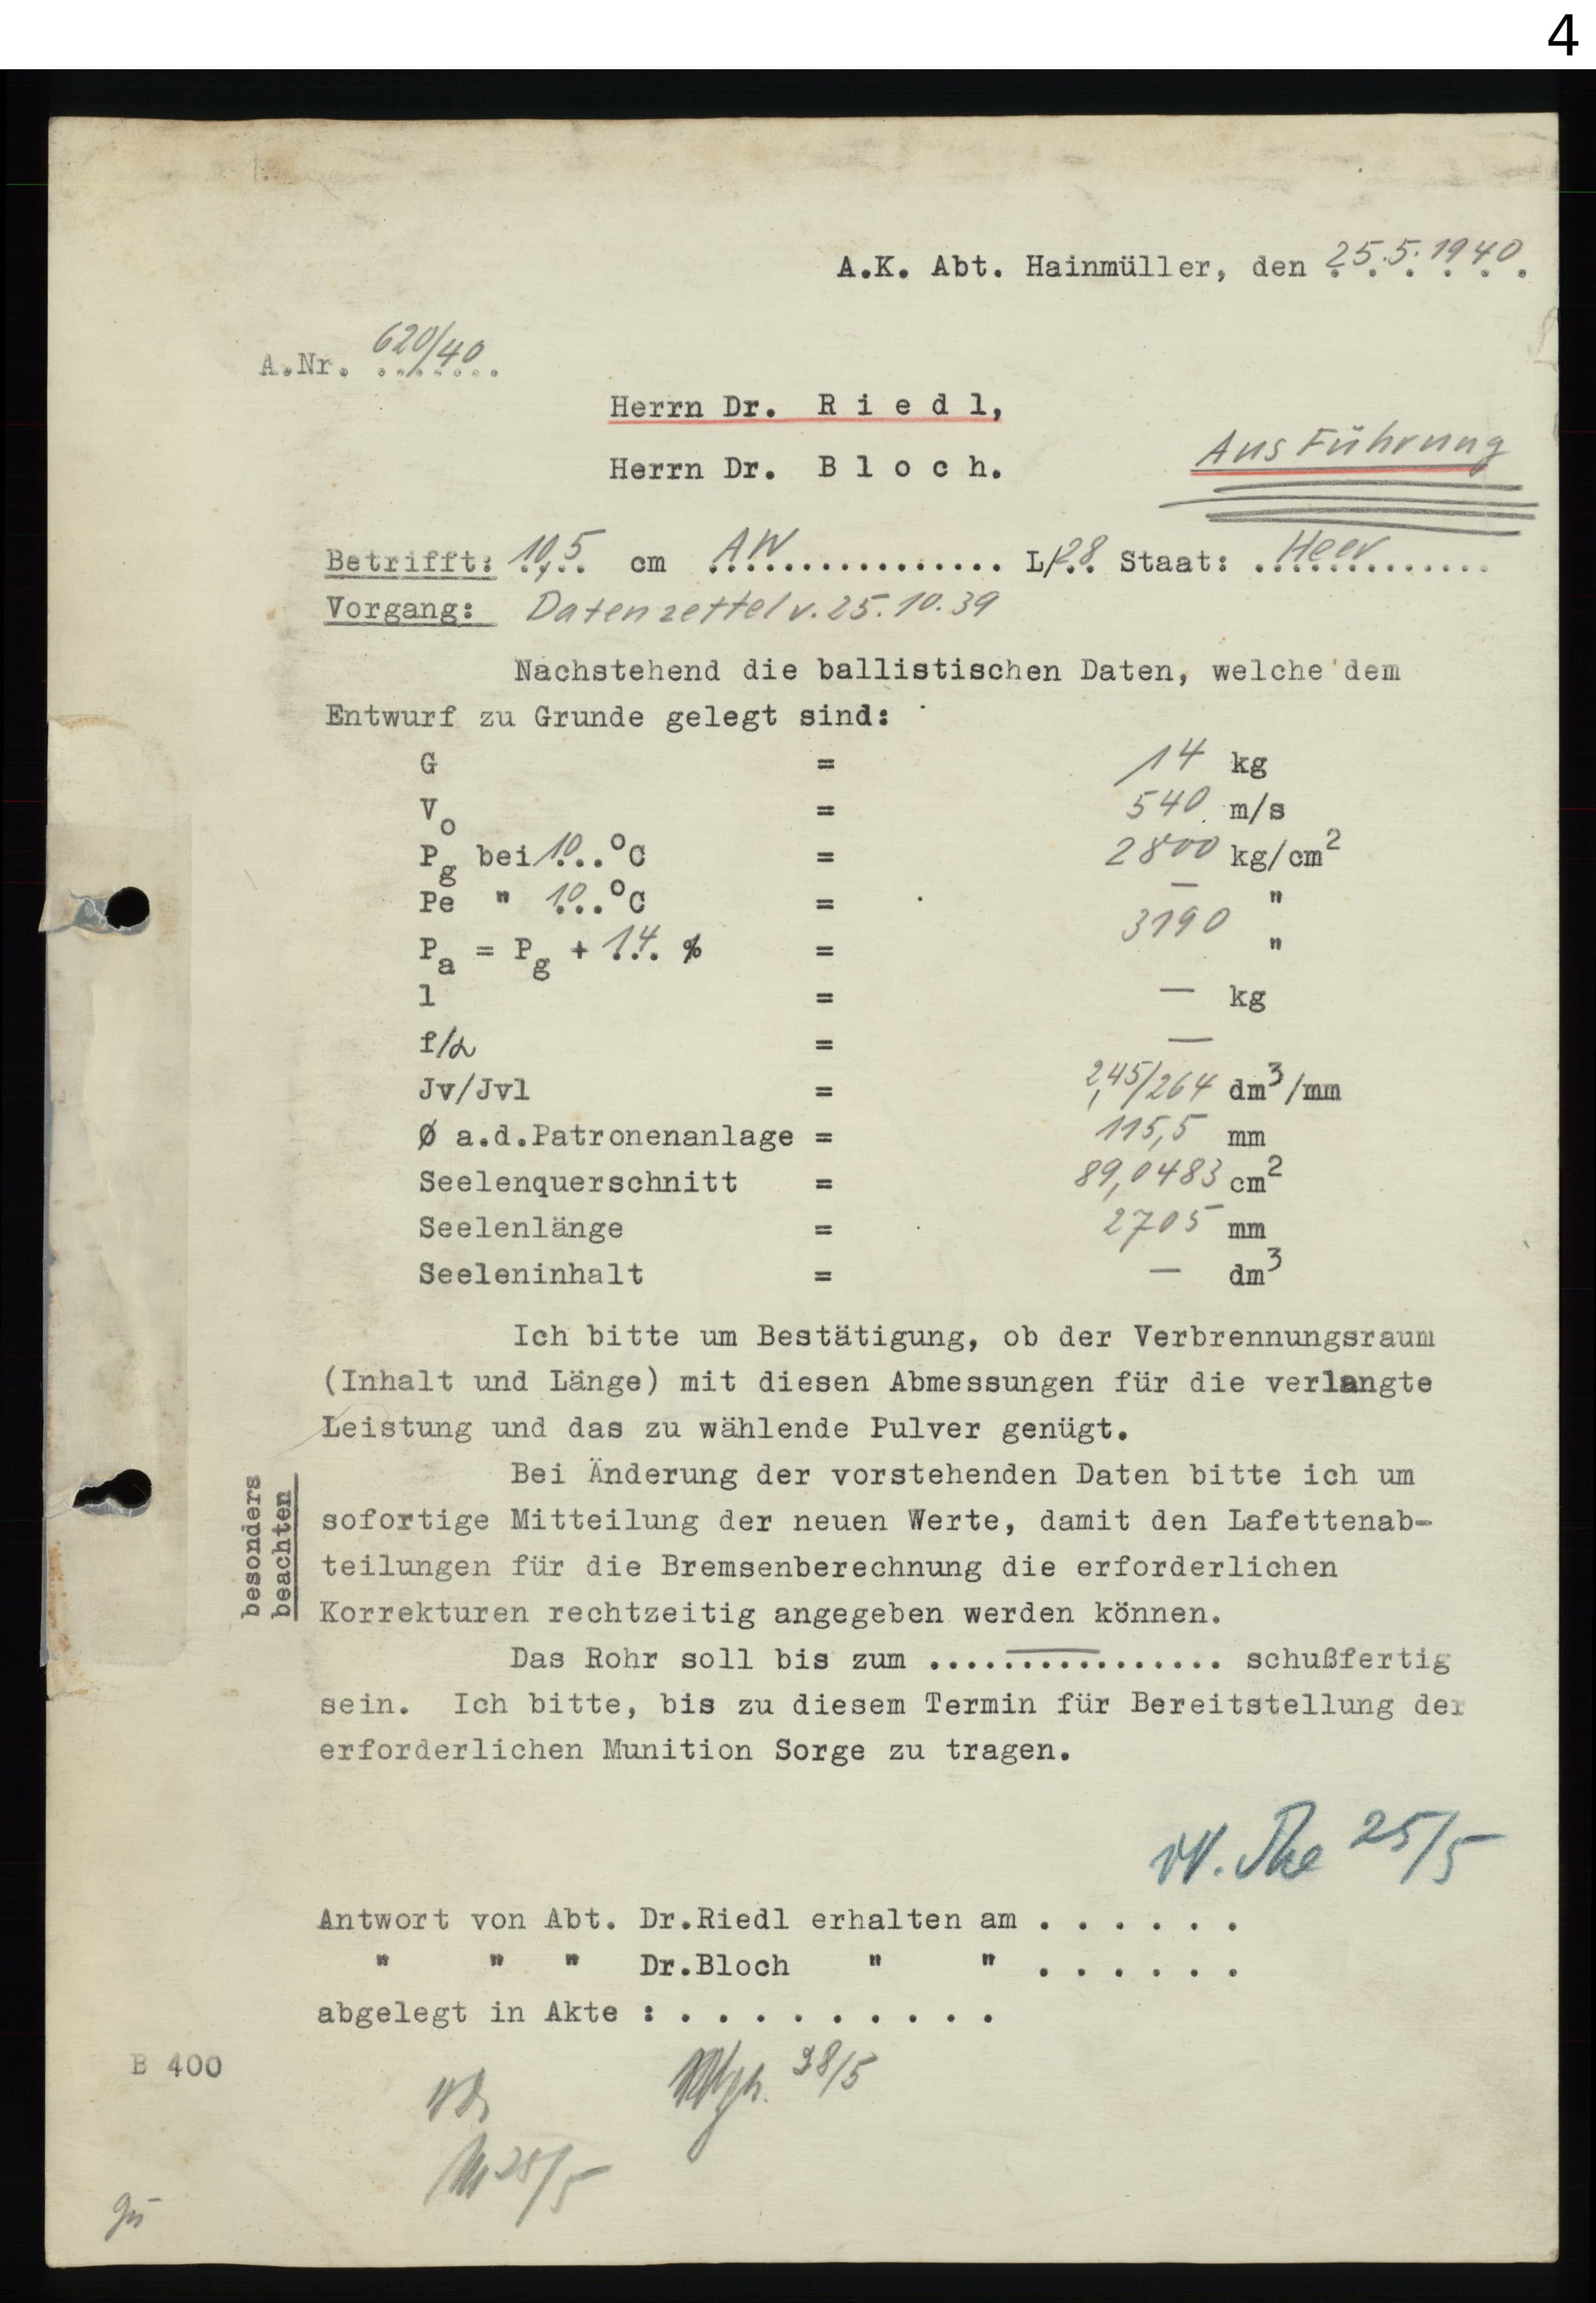 4
A.K. Abt. Hainmüller, den 25.5.1940.
A.Nr. 620/40
Herrn Dr. R i e d l,
Herrn Dr. B l o c h.
Ausführung
Betrifft: 10,5 cm AW ................ L/28 Staat: Heer
Vorgang: Datenzettel v. 25.10.39
Nachstehend die ballistischen Daten, welche dem
Entwurf zu Grunde gelegt sind:
G = 14 kg
Vo = 540 m/s
Pg bei 10..°C = 2800 kg/cm²
Pe " 10..°C = — "
Pa = Pg + 14. % = 3190 "
l = — kg
f/α = —
Jv/Jvl = 2,45/264 dm³/mm
Ø a.d.Patronenanlage = 115,5 mm
Seelenquerschnitt = 89,0483 cm²
Seelenlänge = 2705 mm
Seeleninhalt = — dm³
Ich bitte um Bestätigung, ob der Verbrennungsraum
(Inhalt und Länge) mit diesen Abmessungen für die verlangte
Leistung und das zu wählende Pulver genügt.
besonders
beachten
Bei Änderung der vorstehenden Daten bitte ich um
sofortige Mitteilung der neuen Werte, damit den Lafettenab-
teilungen für die Bremsenberechnung die erforderlichen
Korrekturen rechtzeitig angegeben werden können.
Das Rohr soll bis zum ................ schußfertig
sein. Ich bitte, bis zu diesem Termin für Bereitstellung der
erforderlichen Munition Sorge zu tragen.
25/5
Antwort von Abt. Dr.Riedl erhalten am . . . . . .
" " " Dr.Bloch " " . . . . . .
abgelegt in Akte : . . . . . . . . .
B 400
28/5
25/5